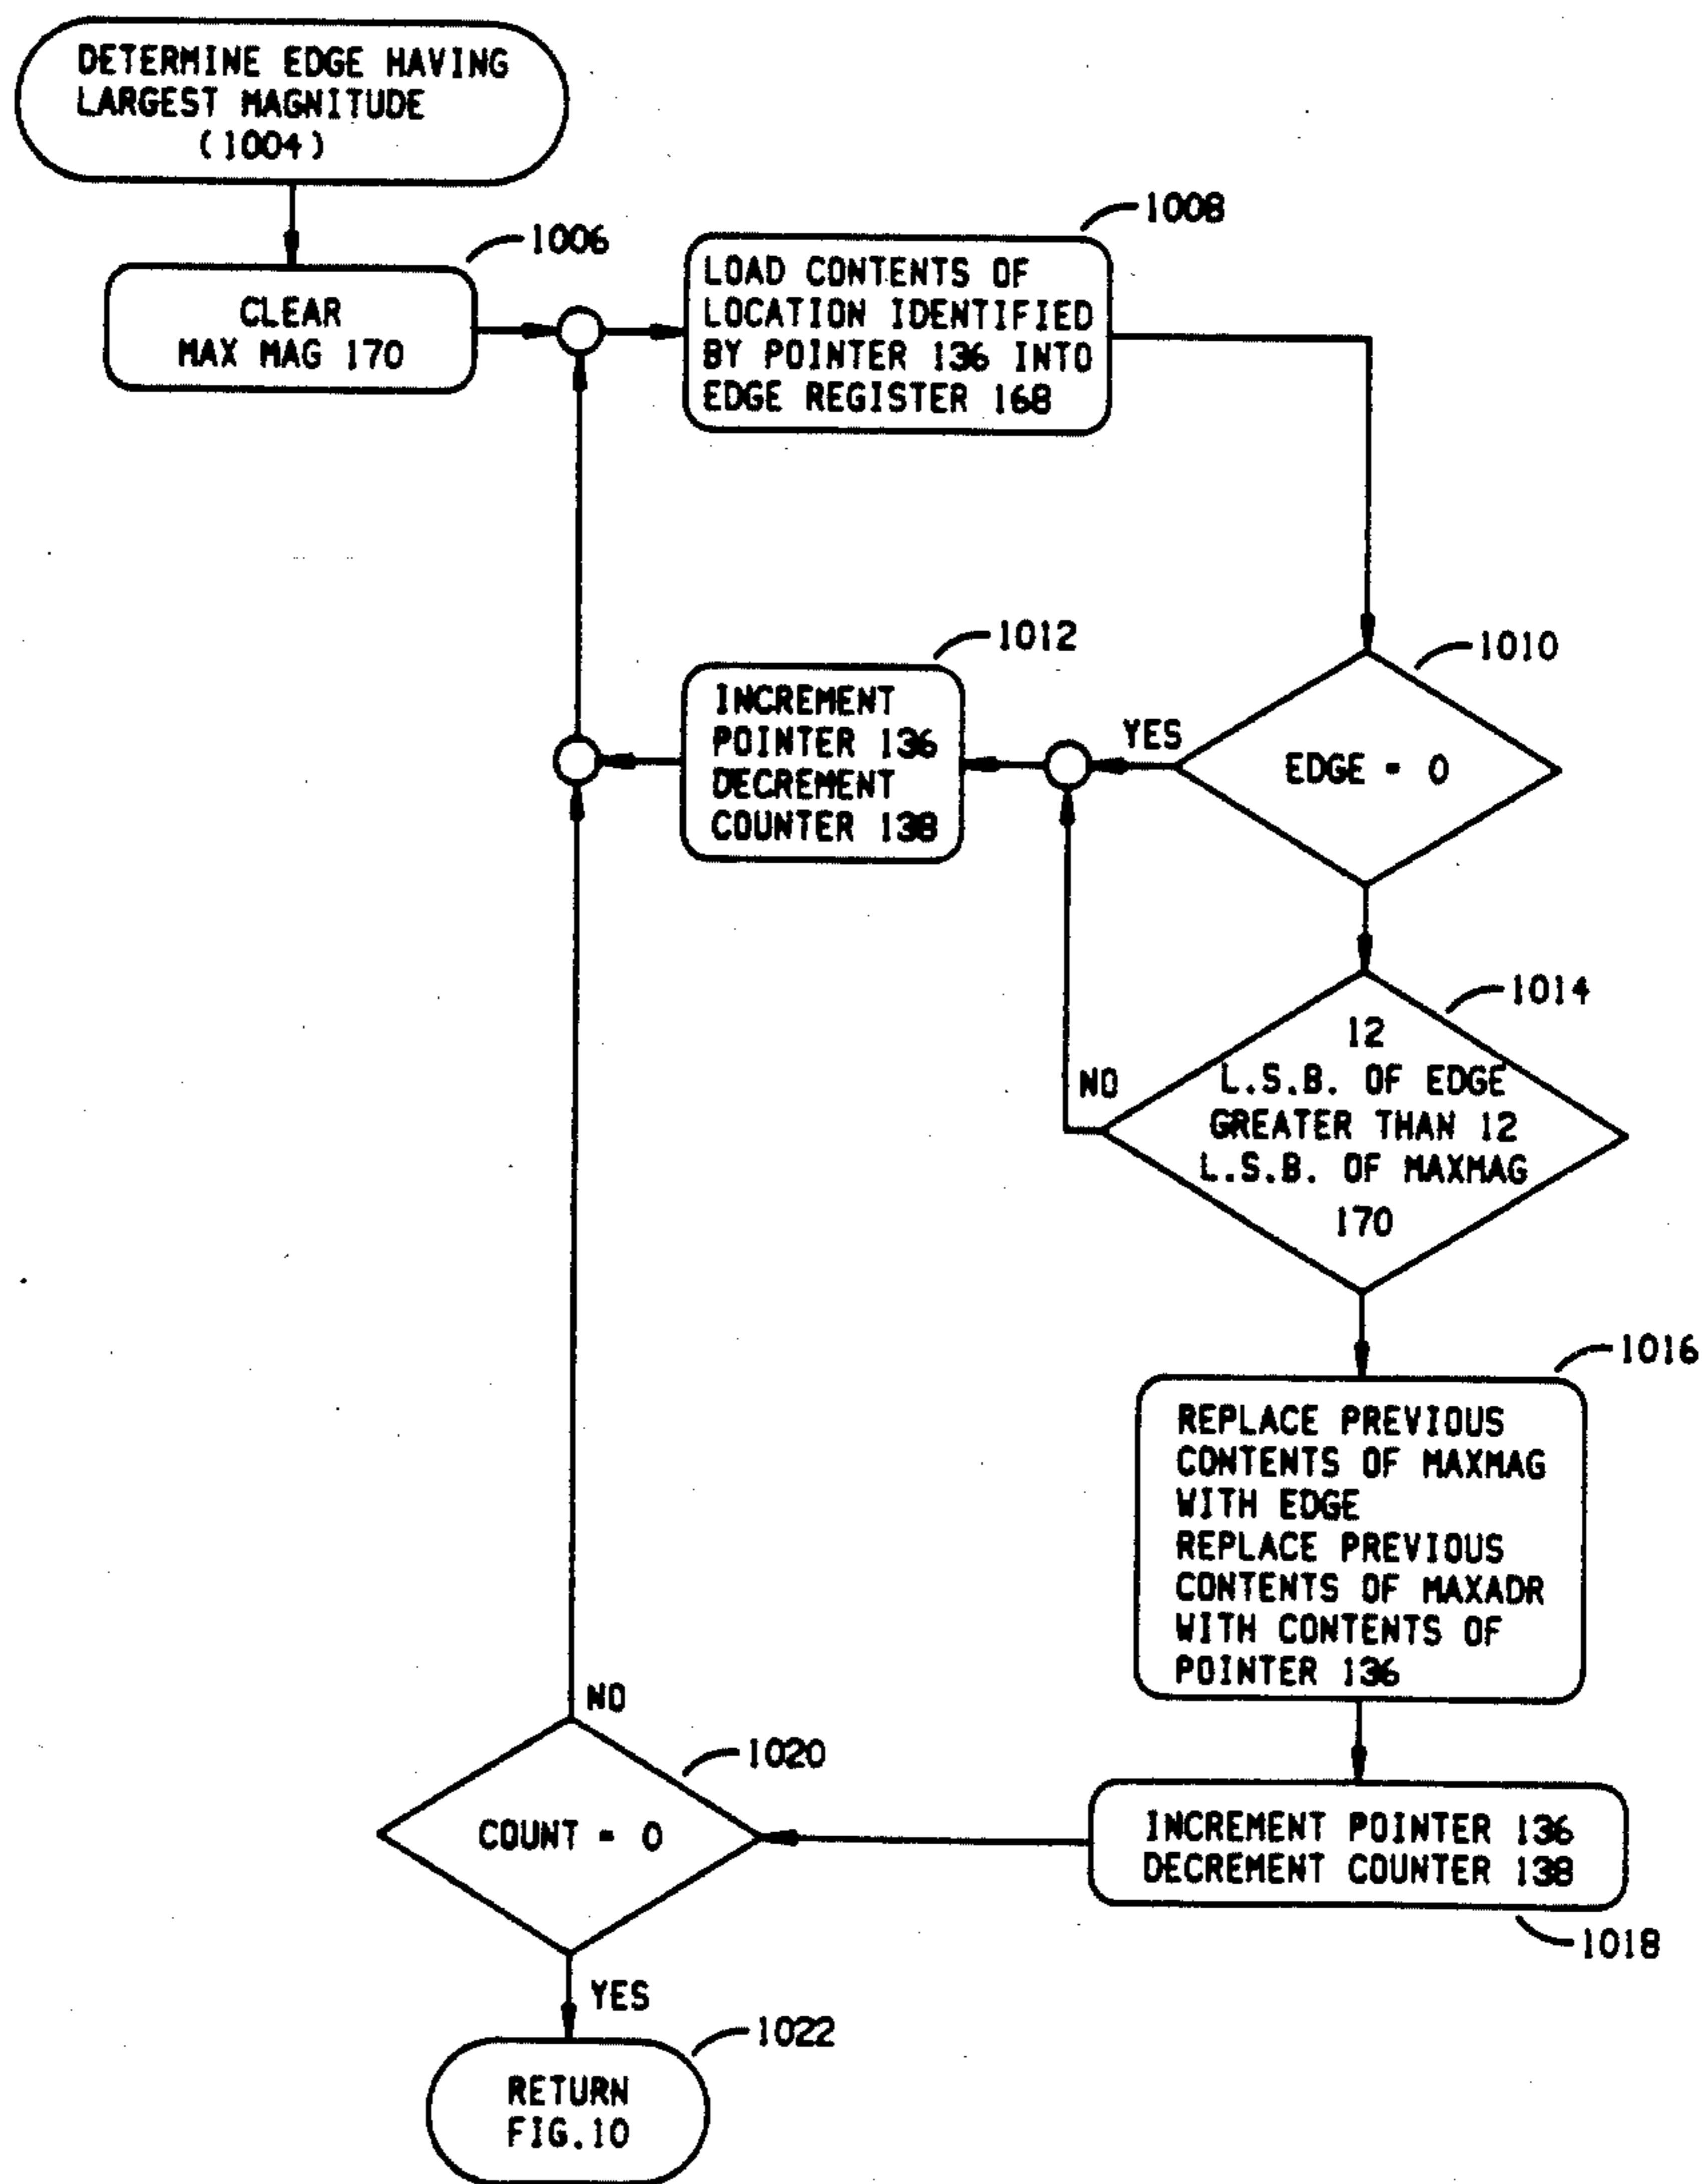 DETERMINE EDGE HAVING
LARGEST MAGNITUDE
(1004)
1006
CLEAR
MAX MAG 170
1008
LOAD CONTENTS OF
LOCATION IDENTIFIED
BY POINTER 136 INTO
EDGE REGISTER 168
1010
EDGE = 0
YES
1012
INCREMENT
POINTER 136
DECREMENT
COUNTER 138
1014
12
L.S.B. OF EDGE
GREATER THAN 12
L.S.B. OF MAXMAG
170
NO
1016
REPLACE PREVIOUS
CONTENTS OF MAXMAG
WITH EDGE
REPLACE PREVIOUS
CONTENTS OF MAXADR
WITH CONTENTS OF
POINTER 136
INCREMENT POINTER 136
DECREMENT COUNTER 138
1018
NO
1020
COUNT = 0
YES
1022
RETURN
FIG.10